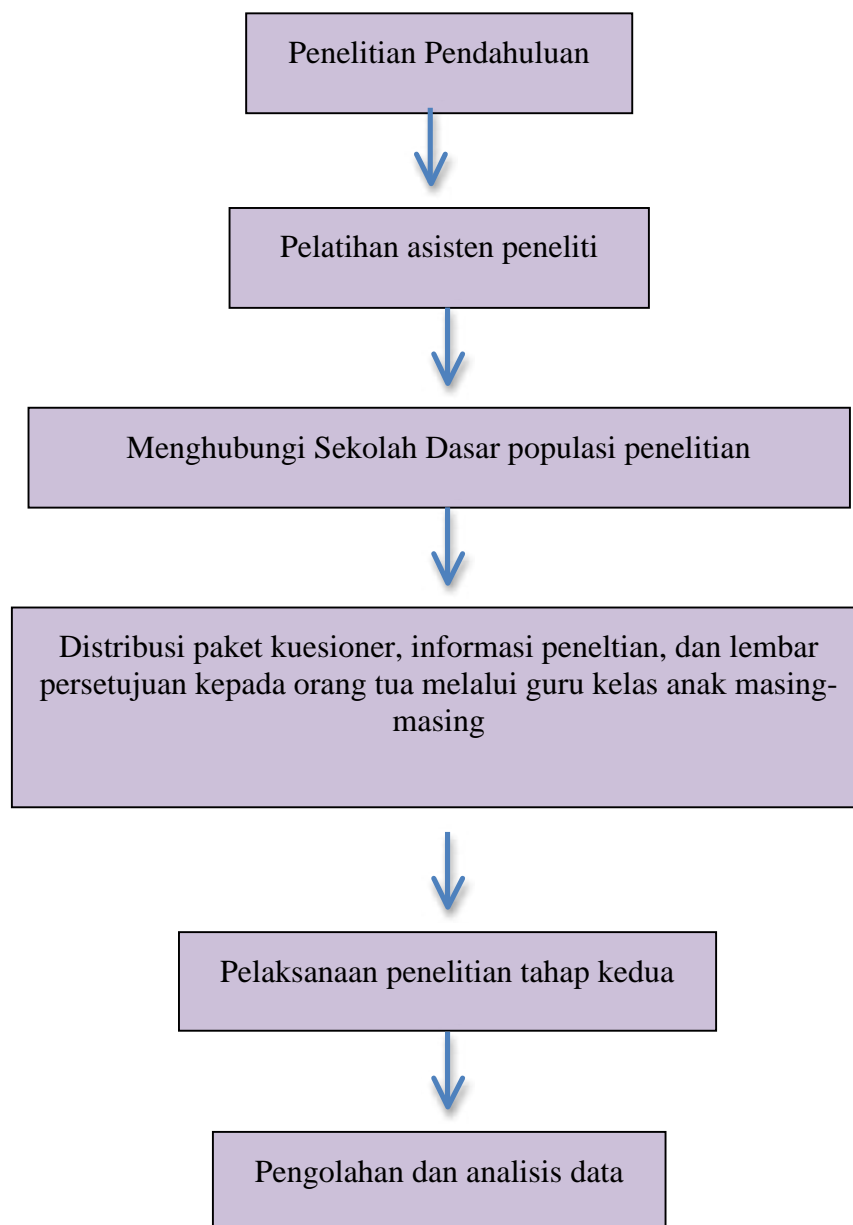 Penelitian Pendahuluan
Pelatihan asisten peneliti
Menghubungi Sekolah Dasar populasi penelitian
Distribusi paket kuesioner, informasi peneltian, dan lembar
persetujuan kepada orang tua melalui guru kelas anak masing-
masing
Pelaksanaan penelitian tahap kedua
Pengolahan dan analisis data